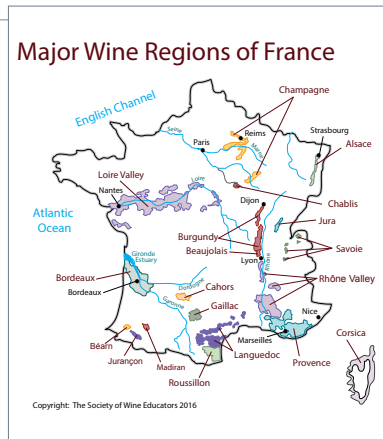 Major Wine Regions of France
English Channel
Champagne
Seine
Reims
Strasbourg
Paris
Marne
Alsace
Loire Valley
Loire
Nantes
Chablis
Dijon
Atlantic
Ocean
Jura
Burgundy
Beaujolais
Savoie
Gironde
Estuary
Lyon
Rhône
Bordeaux
Rhône Valley
Bordeaux
Dordogne
Cahors
Garonne
Gaillac
Nice
Corsica
Marseilles
Béarn
Languedoc
Provence
Jurançon
Madiran
Roussillon
Copyright: The Society of Wine Educators 2016